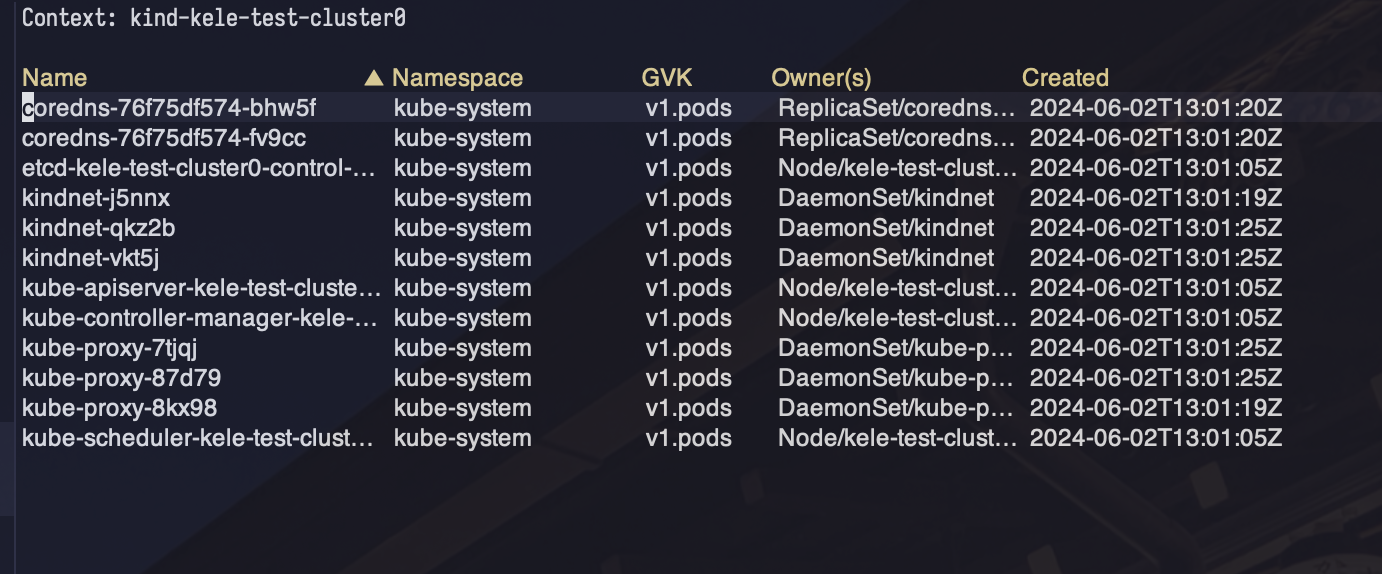 Context: kind-kele-test-cluster0
Name ▲ Namespace GVK Owner(s) Created
coredns-76f75df574-bhw5f kube-system v1.pods ReplicaSet/coredns… 2024-06-02T13:01:20Z
coredns-76f75df574-fv9cc kube-system v1.pods ReplicaSet/coredns… 2024-06-02T13:01:20Z
etcd-kele-test-cluster0-control-… kube-system v1.pods Node/kele-test-clust… 2024-06-02T13:01:05Z
kindnet-j5nnx kube-system v1.pods DaemonSet/kindnet 2024-06-02T13:01:19Z
kindnet-qkz2b kube-system v1.pods DaemonSet/kindnet 2024-06-02T13:01:25Z
kindnet-vkt5j kube-system v1.pods DaemonSet/kindnet 2024-06-02T13:01:25Z
kube-apiserver-kele-test-cluste… kube-system v1.pods Node/kele-test-clust… 2024-06-02T13:01:05Z
kube-controller-manager-kele-… kube-system v1.pods Node/kele-test-clust… 2024-06-02T13:01:05Z
kube-proxy-7tjqj kube-system v1.pods DaemonSet/kube-p… 2024-06-02T13:01:25Z
kube-proxy-87d79 kube-system v1.pods DaemonSet/kube-p… 2024-06-02T13:01:25Z
kube-proxy-8kx98 kube-system v1.pods DaemonSet/kube-p… 2024-06-02T13:01:19Z
kube-scheduler-kele-test-clust… kube-system v1.pods Node/kele-test-clust… 2024-06-02T13:01:05Z